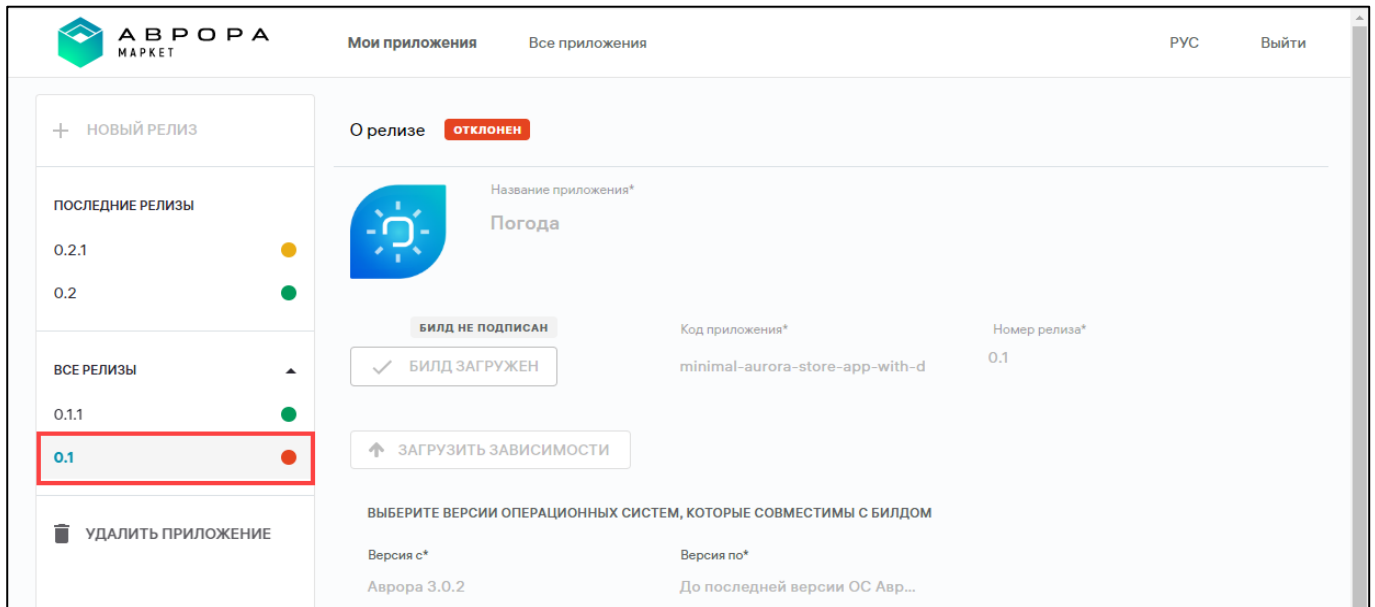 АВРОРА
МАРКЕТ
Мои приложения
Все приложения
РУС
Выйти
НОВЫЙ РЕЛИЗ
ПОСЛЕДНИЕ РЕЛИЗЫ
0.2.1
0.2
ВСЕ РЕЛИЗЫ
0.1.1
0.1
УДАЛИТЬ ПРИЛОЖЕНИЕ
О релизе
ОТКЛОНЕН
Название приложения*
Погода
БИЛД НЕ ПОДПИСАН
БИЛД ЗАГРУЖЕН
Код приложения*
minimal-aurora-store-app-with-d
Номер релиза*
0.1
ЗАГРУЗИТЬ ЗАВИСИМОСТИ
ВЫБЕРИТЕ ВЕРСИИ ОПЕРАЦИОННЫХ СИСТЕМ, КОТОРЫЕ СОВМЕСТИМЫ С БИЛДОМ
Версия с*
Аврора 3.0.2
Версия по*
До последней версии ОС Авр...